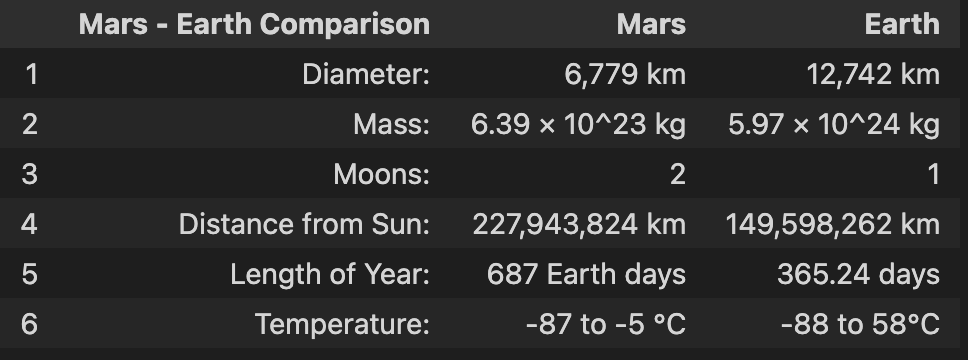 Mars - Earth Comparison Mars Earth
1 Diameter: 6,779 km 12,742 km
2 Mass: 6.39 × 10^23 kg 5.97 × 10^24 kg
3 Moons: 2 1
4 Distance from Sun: 227,943,824 km 149,598,262 km
5 Length of Year: 687 Earth days 365.24 days
6 Temperature: -87 to -5 °C -88 to 58°C